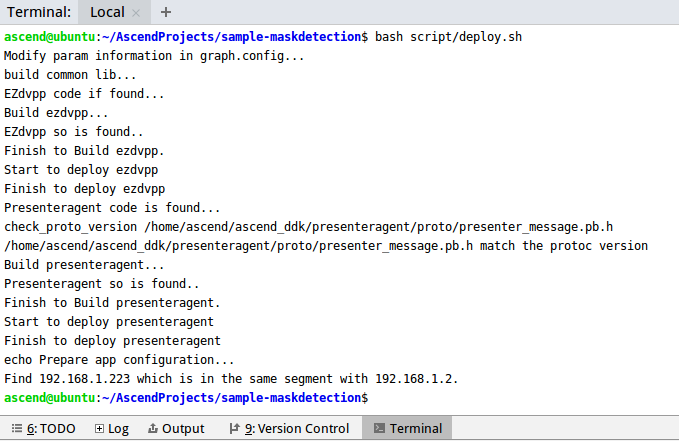 Terminal: Local × +
ascend@ubuntu:~/AscendProjects/sample-maskdetection$ bash script/deploy.sh
Modify param information in graph.config...
build common lib...
EZdvpp code if found...
Build ezdvpp...
EZdvpp so is found..
Finish to Build ezdvpp.
Start to deploy ezdvpp
Finish to deploy ezdvpp
Presenteragent code is found...
check_proto_version /home/ascend/ascend_ddk/presenteragent/proto/presenter_message.pb.h
/home/ascend/ascend_ddk/presenteragent/proto/presenter_message.pb.h match the protoc version
Build presenteragent...
Presenteragent so is found..
Finish to Build presenteragent.
Start to deploy presenteragent
Finish to deploy presenteragent
echo Prepare app configuration...
Find 192.168.1.223 which is in the same segment with 192.168.1.2.
ascend@ubuntu:~/AscendProjects/sample-maskdetection$
6: TODO Log Output 9: Version Control Terminal